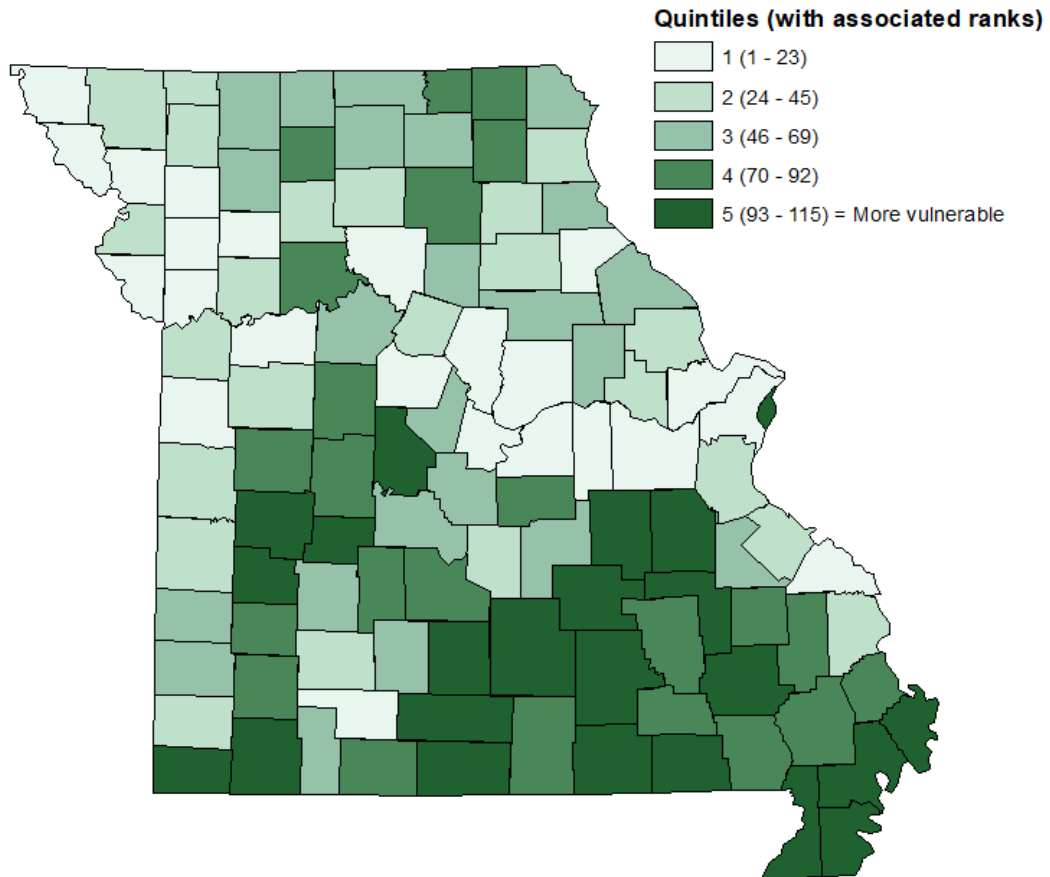 Quintiles (with associated ranks)
1 (1 - 23)
2 (24 - 45)
3 (46 - 69)
4 (70 - 92)
5 (93 - 115) = More vulnerable